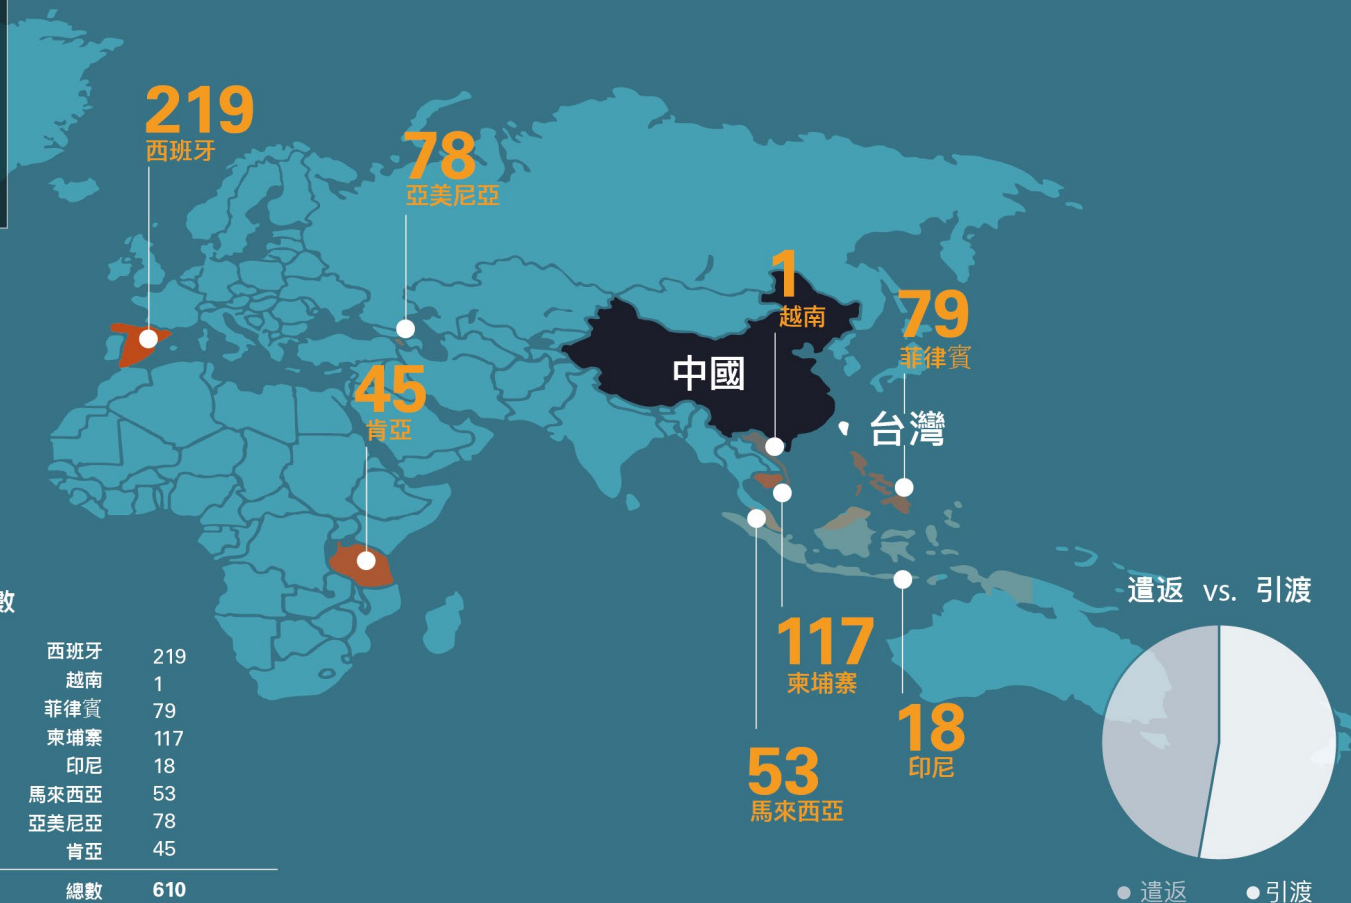 219
西班牙
78
亞美尼亞
1
越南
79
菲律賓
45
肯亞
中國
台灣
117
柬埔寨
18
印尼
53
馬來西亞
數
西班牙 219
越南 1
菲律賓 79
柬埔寨 117
印尼 18
馬來西亞 53
亞美尼亞 78
肯亞 45
總數 610
遣返 vs. 引渡
遣返 引渡